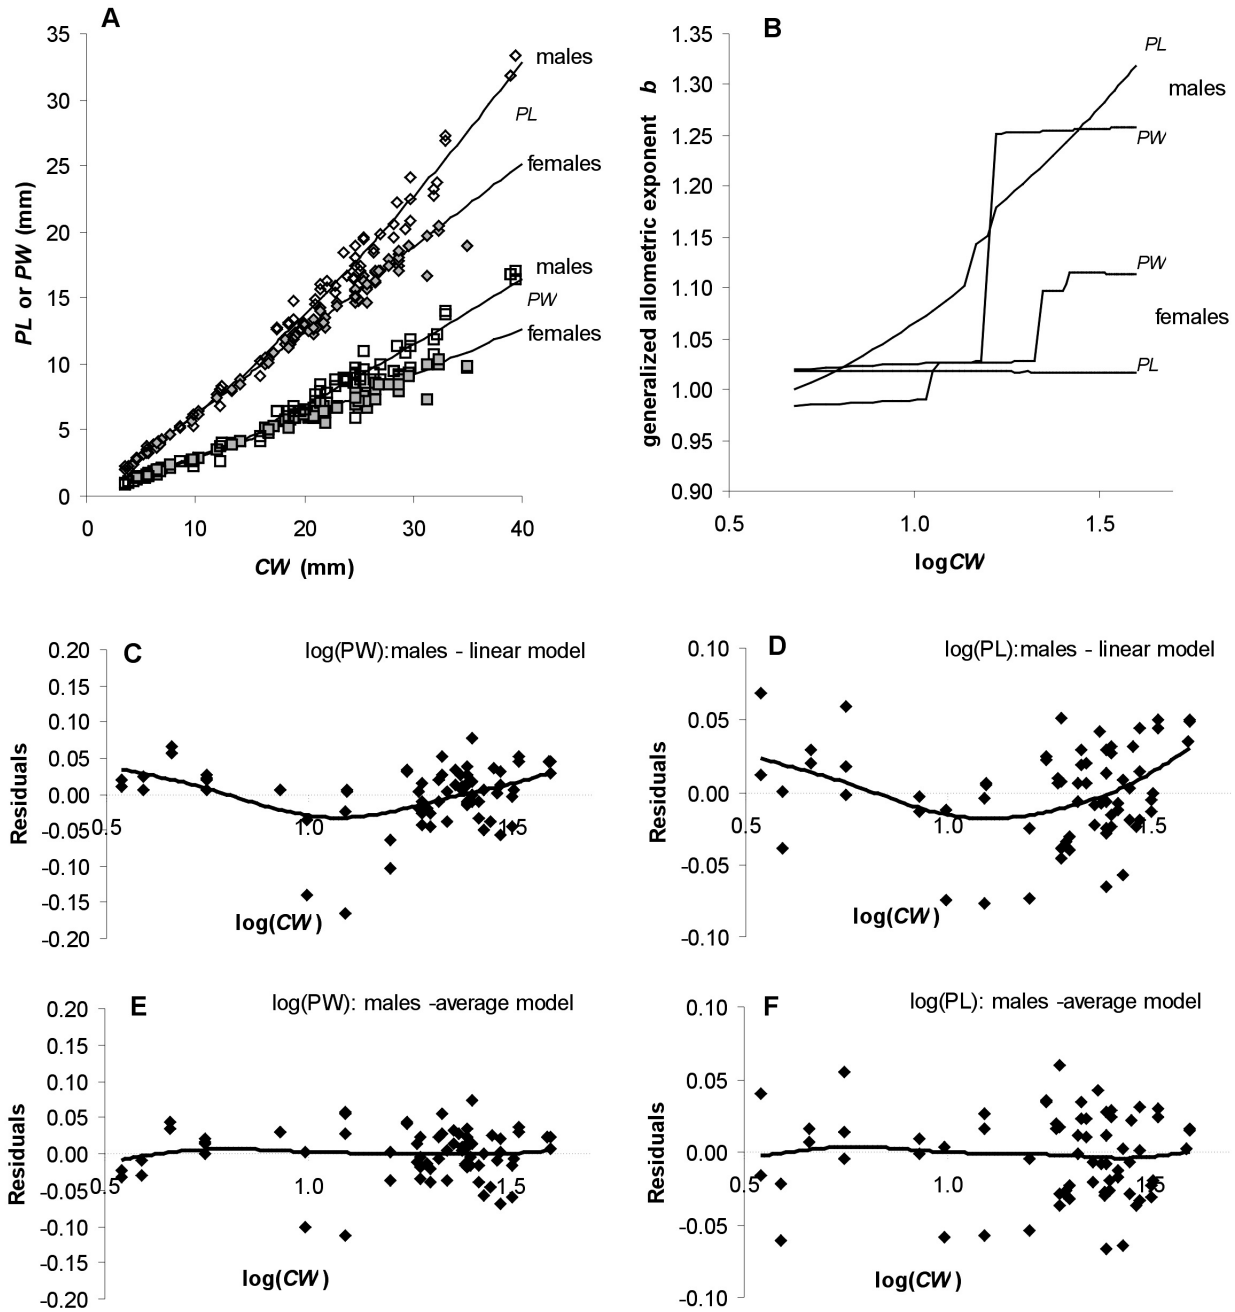 A
35
30
25
20
15
10
5
0
0 10 20 30 40
PL or PW (mm)
CW (mm)
males
PL
females
males
PW
females
B
1.35
1.30
1.25
1.20
1.15
1.10
1.05
1.00
0.95
0.90
0.5 1.0 1.5
generalized allometric exponent b
logCW
PL
males
PW
PW
females
PL
C
log(PW):males - linear model
0.20
0.15
0.10
0.05
0.00
-0.05
-0.10
-0.15
-0.20
0.5 1.0 1.5
Residuals
log(CW)
D
log(PL):males - linear model
0.10
0.05
0.00
-0.05
-0.10
0.5 1.0 1.5
Residuals
log(CW)
E
log(PW): males -average model
0.20
0.15
0.10
0.05
0.00
-0.05
-0.10
-0.15
-0.20
0.5 1.0 1.5
Residuals
log(CW)
F
log(PL): males -average model
0.10
0.05
0.00
-0.05
-0.10
0.5 1.0 1.5
Residuals
log(CW)